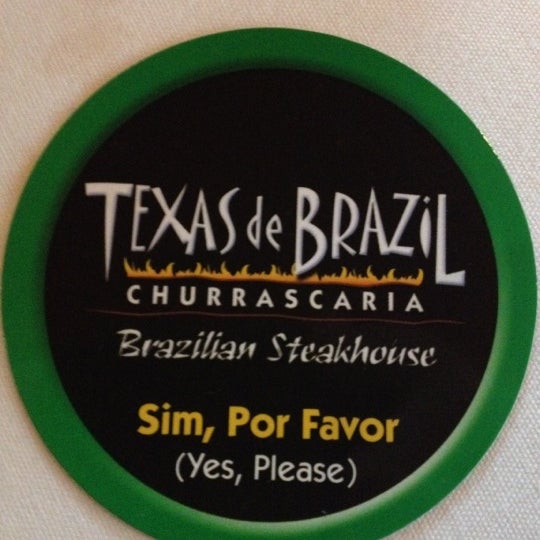 TEXAS de BRAZiL
CHURRASCARIA
Brazilian Steakhouse
Sim, Por Favor
(Yes, Please)